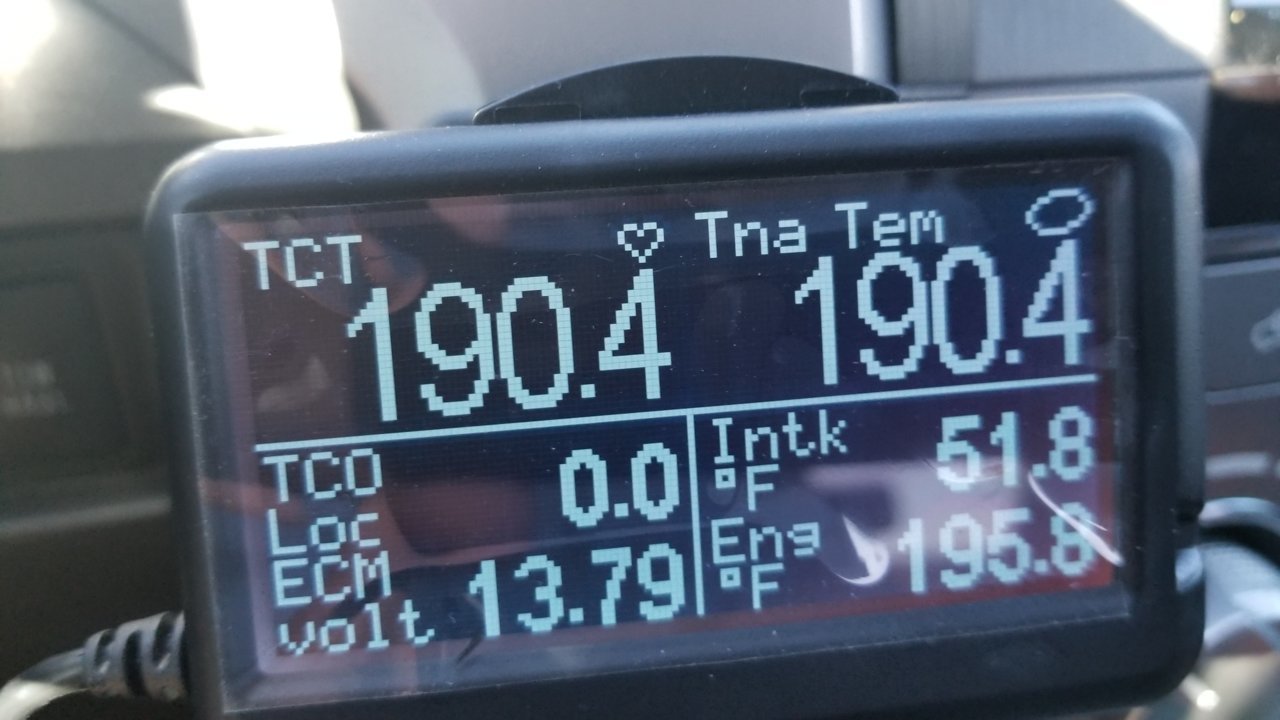 TCT
190.4
Tna Tem
190.4
TCO
Loc
0.0
Intk
°F
51.8
ECM
volt
13.79
Eng
°F
195.8